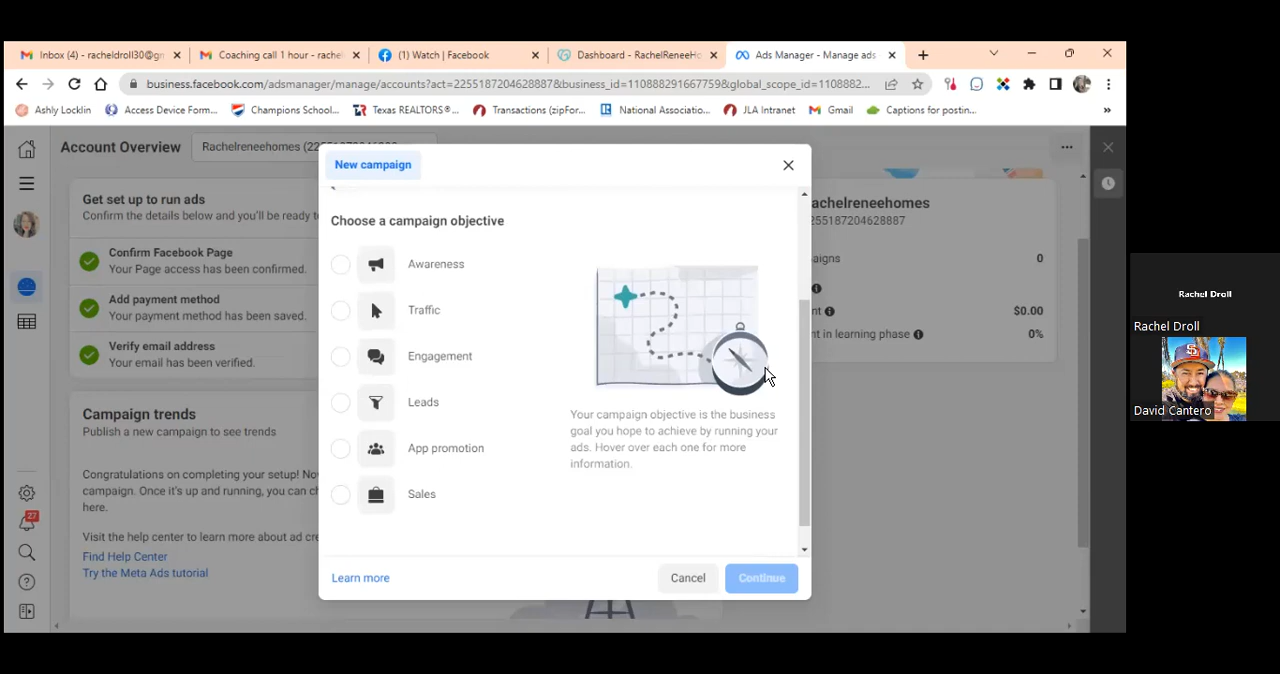 Inbox (4) - racheldroll30@gm
Coaching call 1 hour - rachel
(1) Watch | Facebook
Dashboard - RachelReneeHo
Ads Manager - Manage ads
business.facebook.com/adsmanager/manage/accounts?act=22551872046288878&business_id=1108882916677598&global_scope_id=1108882...
Ashly Locklin
Access Device Form...
Champions School...
Texas REALTORS®...
Transactions (zipFor...
National Associatio...
JLA Intranet
Gmail
Captions for postin...
»
Account Overview
Rachelreneehomes
Get set up to run ads
Confirm the details below and you'll be ready to
Confirm Facebook Page
Your Page access has been confirmed.
Add payment method
Your payment method has been saved.
Verify email address
Your email has been verified.
Campaign trends
Publish a new campaign to see trends
Congratulations on completing your setup! No
campaign. Once it's up and running, you can ch
here.
Visit the help center to learn more about ad cre
Find Help Center
Try the Meta Ads tutorial
27
New campaign
Choose a campaign objective
Awareness
Traffic
Engagement
Leads
App promotion
Sales
Your campaign objective is the business
goal you hope to achieve by running your
ads. Hover over each one for more
information.
Learn more
Cancel
Continue
achelreneehomes
255187204628887
aigns
0
nt
$0.00
nt in learning phase
0%
Rachel Droll
Rachel Droll
David Cantero